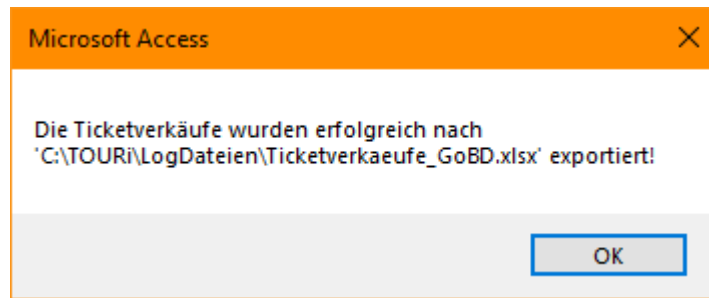 Microsoft Access
Die Ticketverkäufe wurden erfolgreich nach
'C:\TOURi\LogDateien\Ticketverkaeufe_GoBD.xlsx' exportiert!
OK